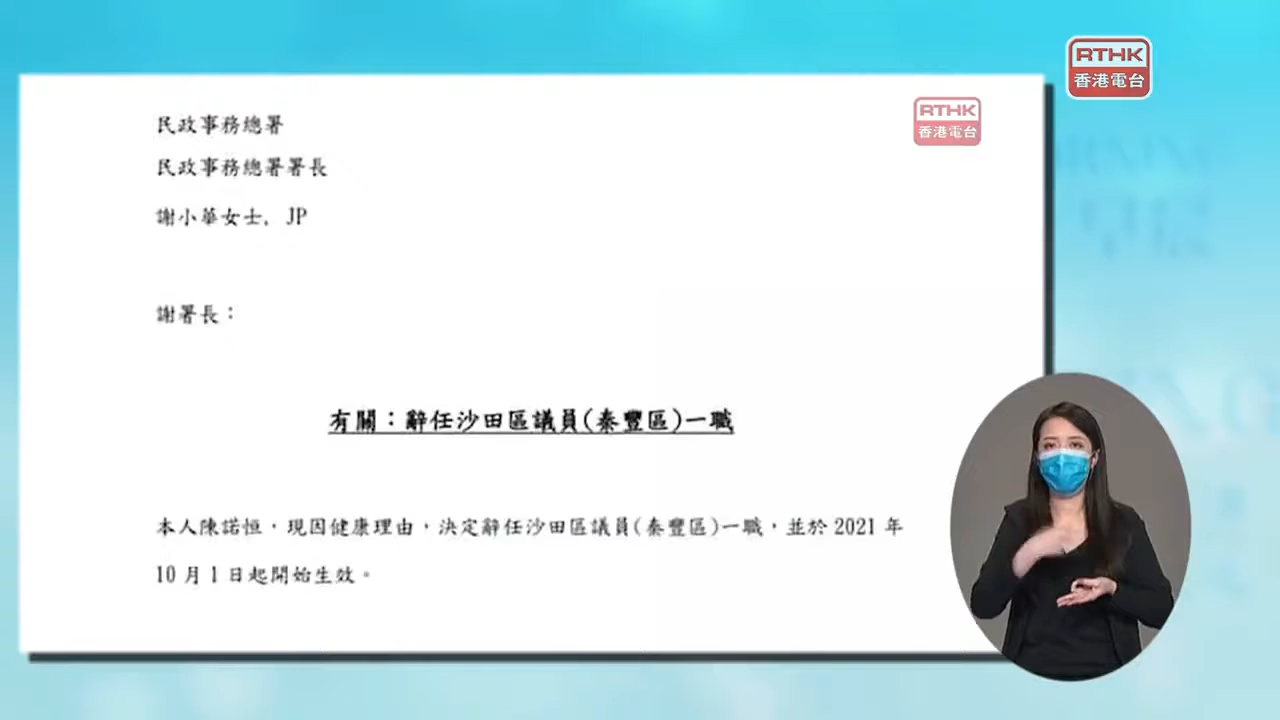 RTHK
香港電台
RTHK
香港電台
民政事務總署
民政事務總署署長
謝小華女士, JP
謝署長：
有關：辭任沙田區議員(秦豐區)一職
本人陳諾恒，現因健康理由，決定辭任沙田區議員(秦豐區)一職，並於 2021 年
10 月 1 日起開始生效。